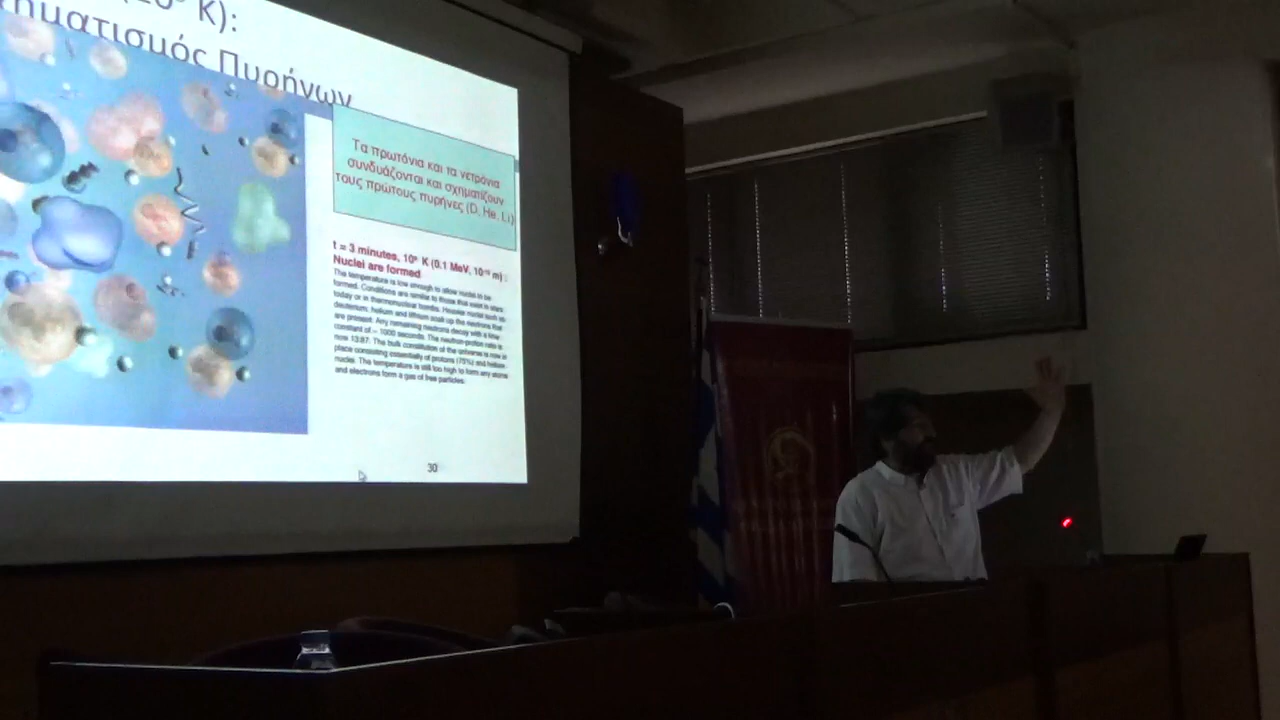 K):
ηματισμός Πυρήνων
Τα πρωτόνια και τα νετρόνια
συνδυάζονται και σχηματίζουν
τους πρώτους πυρήνες (D, He, Li)
t = 3 minutes, 10⁹ K (0.1 MeV, m)
Nuclei are formed
The temperature is low enough to allow nuclei to be
formed. Conditions are similar to those that exist in stars
today or in thermonuclear bombs. Heavier nuclei such as
deuterium, helium and lithium soak up the neutrons that
are present. Any remaining neutrons decay with a time
constant of ~ 1000 seconds. The neutron-proton ratio is
now 13:87. The bulk constitution of the universe is now in
place consisting essentially of protons (75%) and helium
nuclei. The temperature is still too high to form any atoms
and electrons form a gas of free particles.
30